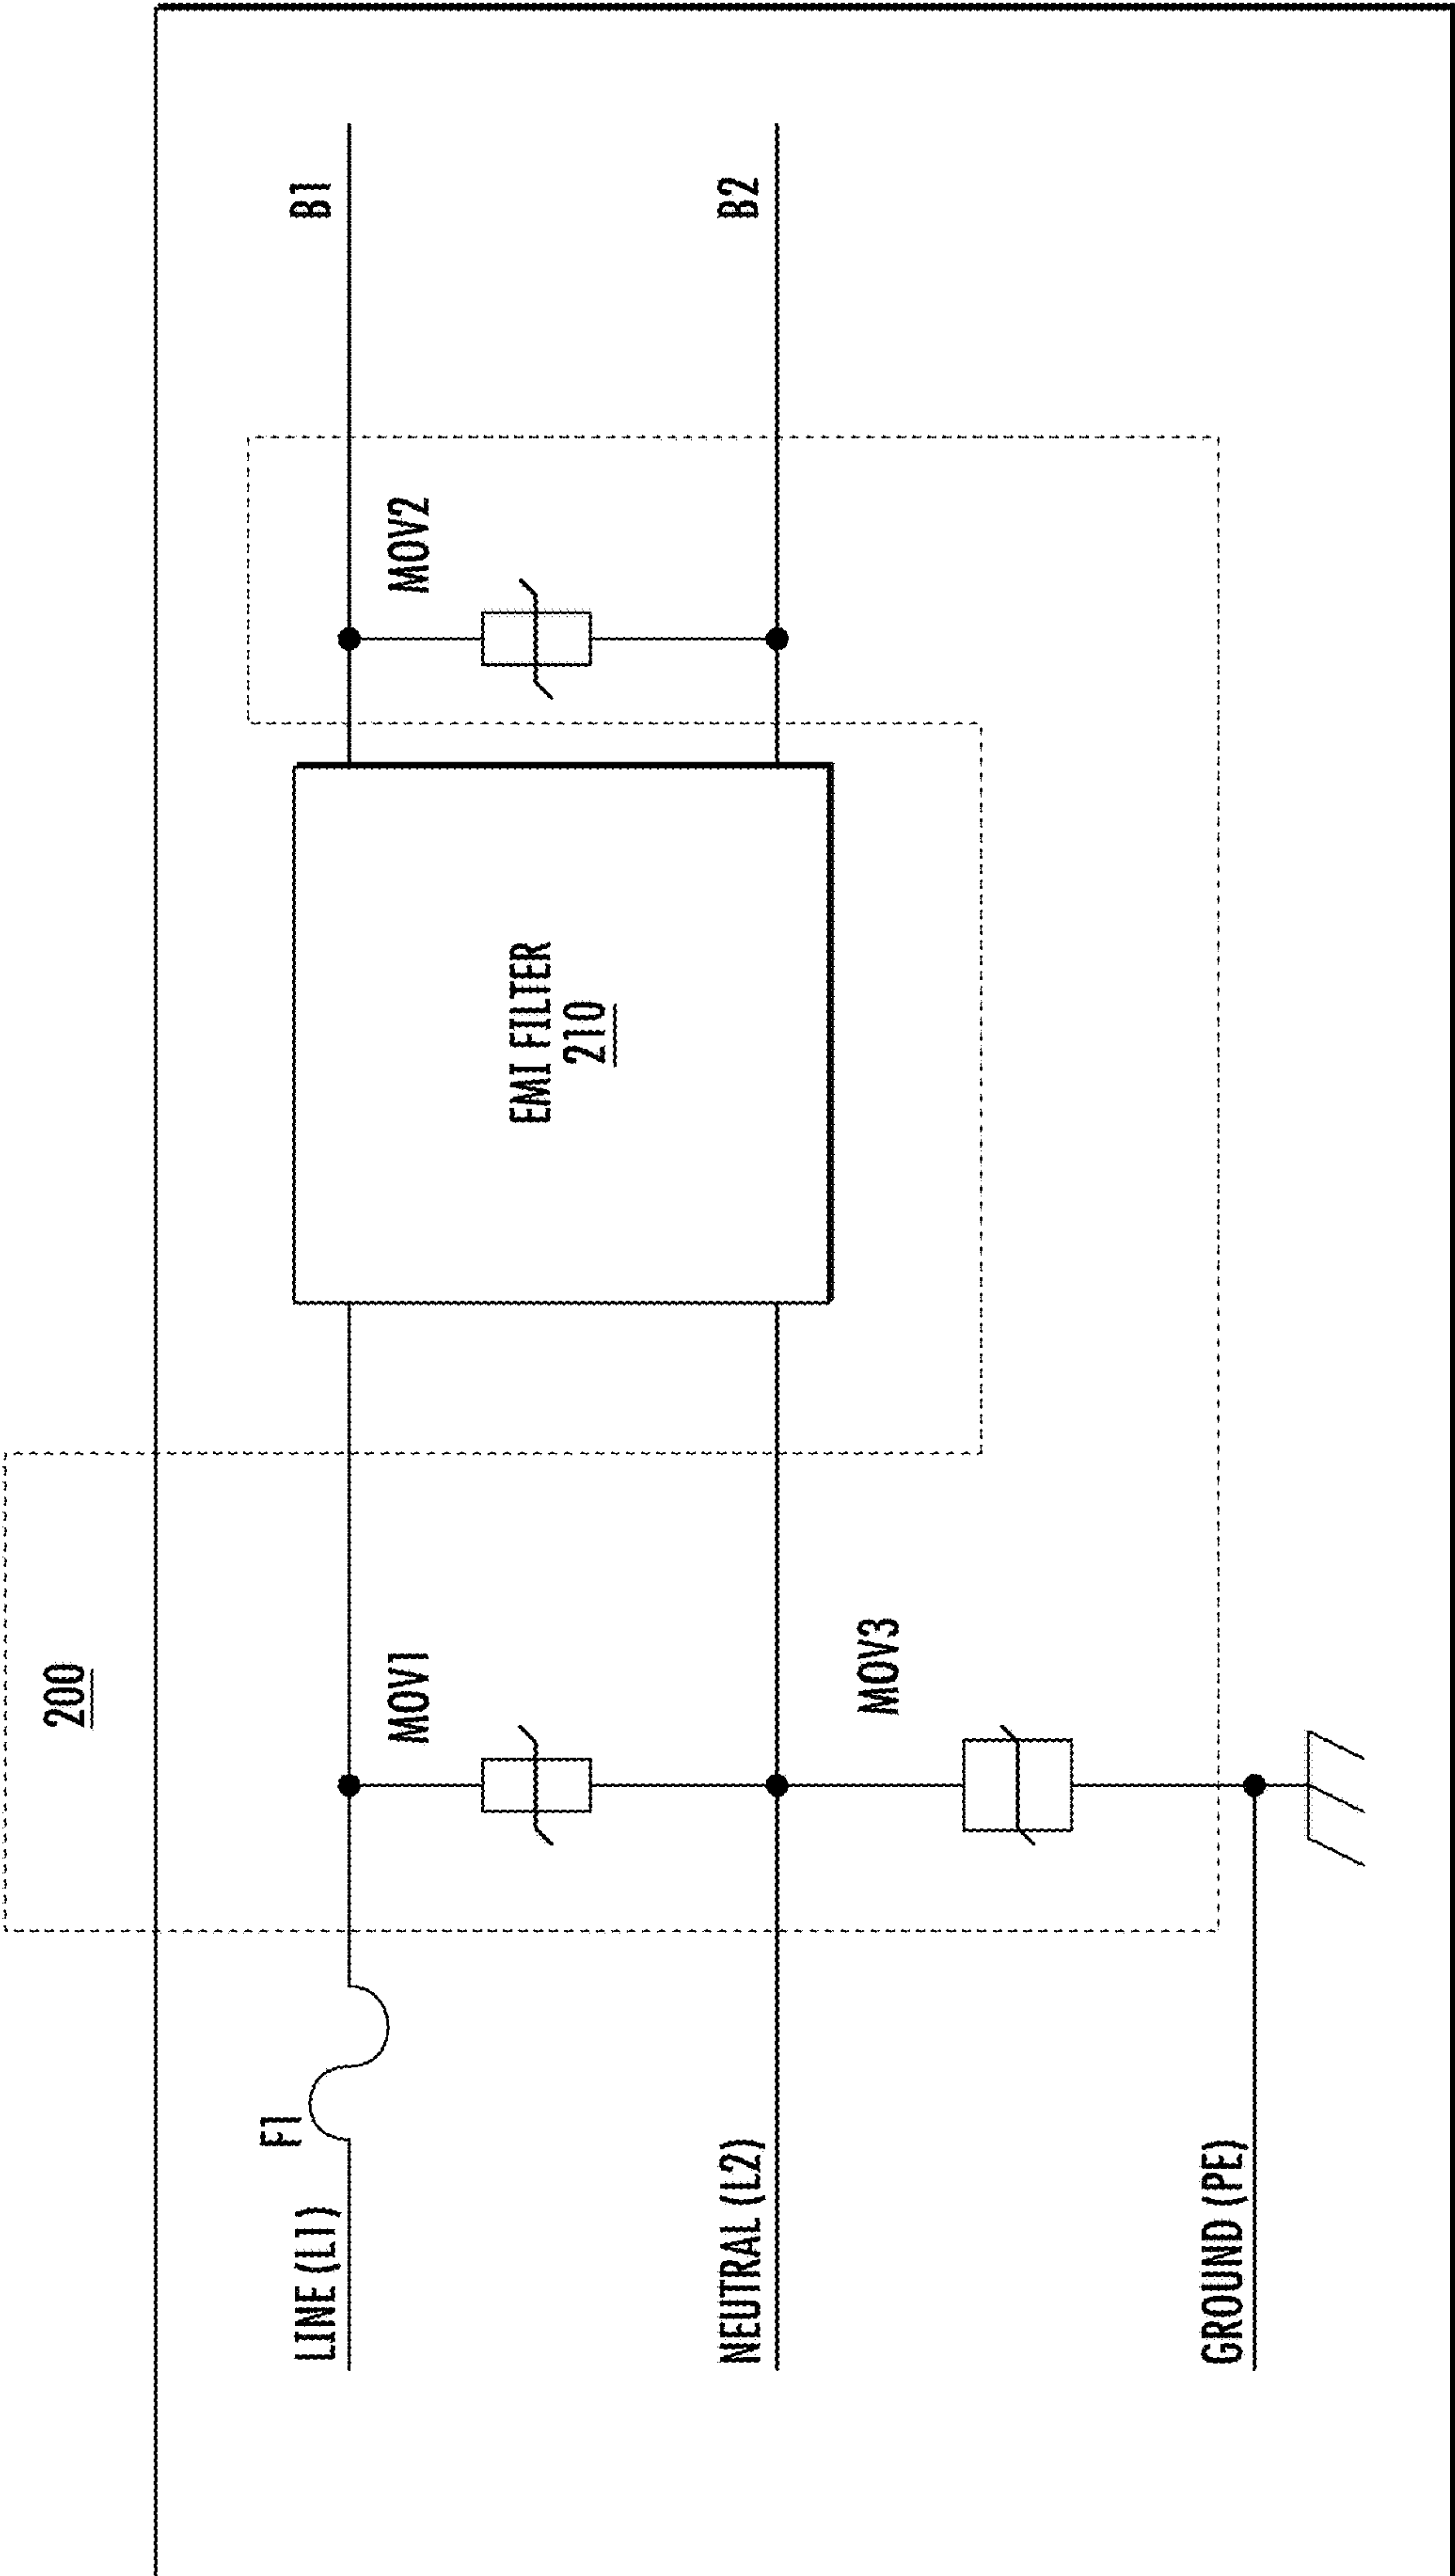 200
F1
LINE (L1)
MOV1
EMI FILTER
210
MOV2
B1
NEUTRAL (L2)
B2
MOV3
GROUND (PE)